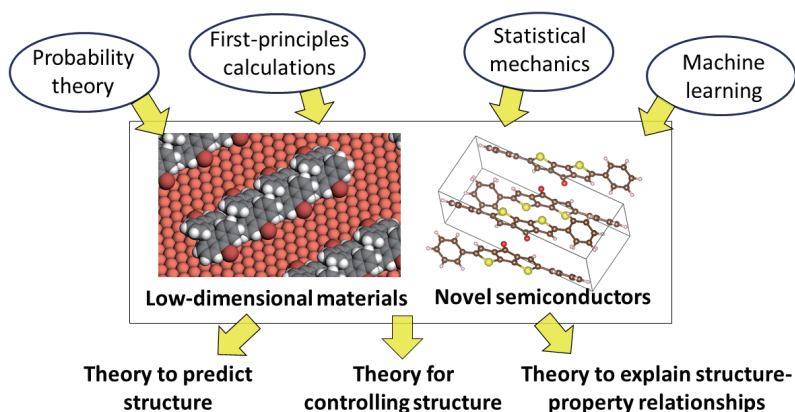 Probability
theory
First-principles
calculations
Statistical
mechanics
Machine
learning
Low-dimensional materials
Novel semiconductors
Theory to predict
structure
Theory for
controlling structure
Theory to explain structure-
property relationships